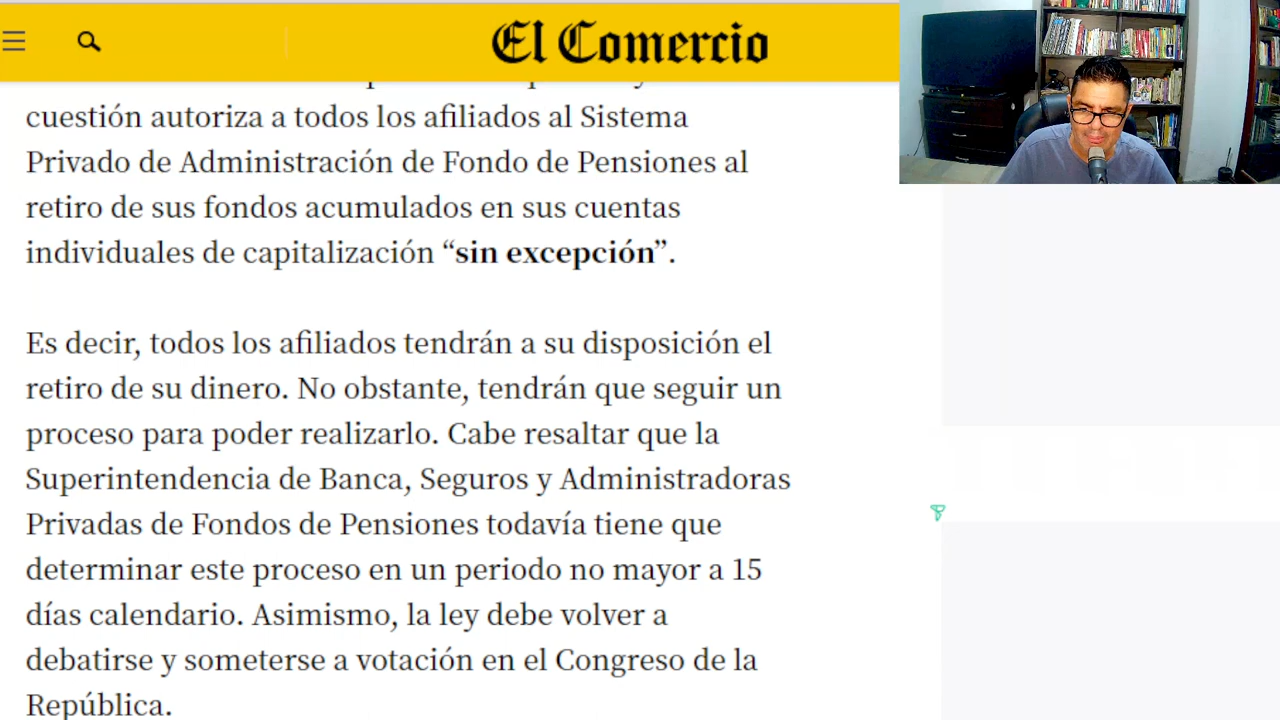 El Comercio
cuestión autoriza a todos los afiliados al Sistema
Privado de Administración de Fondo de Pensiones al
retiro de sus fondos acumulados en sus cuentas
individuales de capitalización “sin excepción”.
Es decir, todos los afiliados tendrán a su disposición el
retiro de su dinero. No obstante, tendrán que seguir un
proceso para poder realizarlo. Cabe resaltar que la
Superintendencia de Banca, Seguros y Administradoras
Privadas de Fondos de Pensiones todavía tiene que
determinar este proceso en un periodo no mayor a 15
días calendario. Asimismo, la ley debe volver a
debatirse y someterse a votación en el Congreso de la
República.